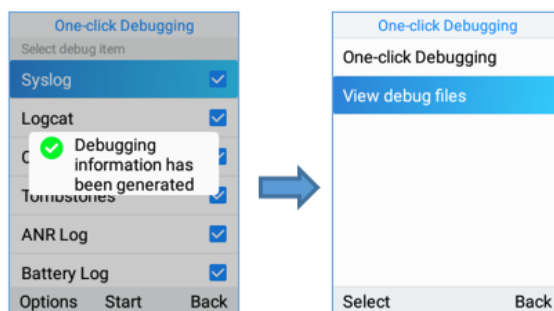 One-click Debugging
Select debug item
Syslog
Logcat
C
Debugging
information has
been generated
Tombstones
ANR Log
Battery Log
Options Start Back
One-click Debugging
One-click Debugging
View debug files
Select Back